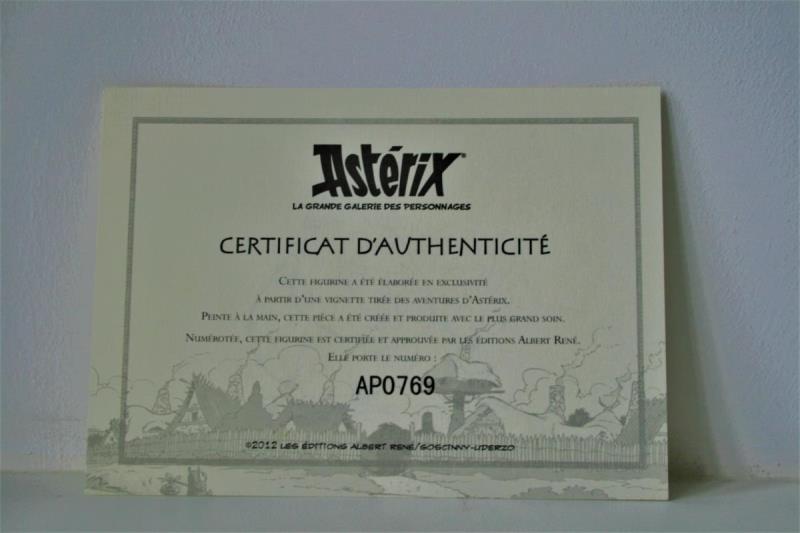 Astérix®
LA GRANDE GALERIE DES PERSONNAGES
CERTIFICAT D'AUTHENTICITÉ
CETTE FIGURINE A ÉTÉ ÉLABORÉE EN EXCLUSIVITÉ
À PARTIR D'UNE VIGNETTE TIRÉE DES AVENTURES D'ASTÉRIX.
PEINTE À LA MAIN, CETTE PIÈCE A ÉTÉ CRÉÉE ET PRODUITE AVEC LE PLUS GRAND SOIN.
NUMÉROTÉE, CETTE FIGURINE EST CERTIFIÉE ET APPROUVÉE PAR LES ÉDITIONS ALBERT RENÉ.
ELLE PORTE LE NUMÉRO :
AP0769
©2012 LES ÉDITIONS ALBERT RENÉ/GOSCINNY-UDERZO